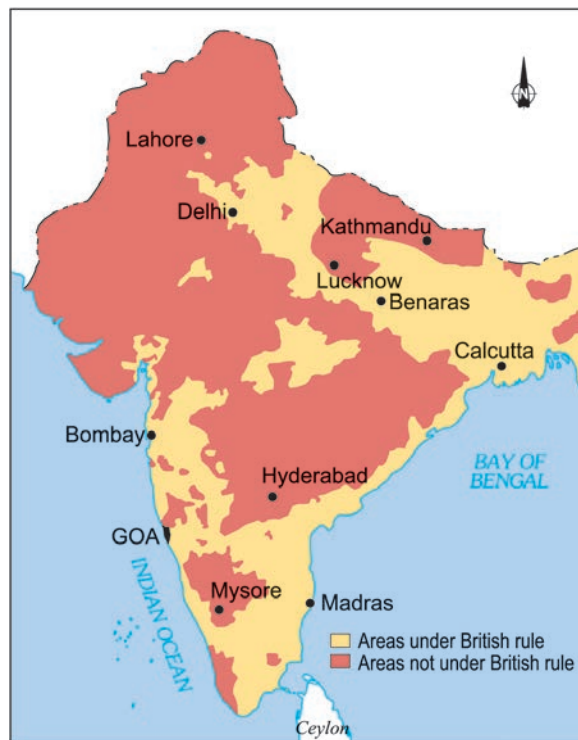 N
Lahore
Delhi
Kathmandu
Lucknow
Benaras
Calcutta
Bombay
Hyderabad
BAY OF
BENGAL
GOA
INDIAN OCEAN
Mysore
Madras
Areas under British rule
Areas not under British rule
Ceylon